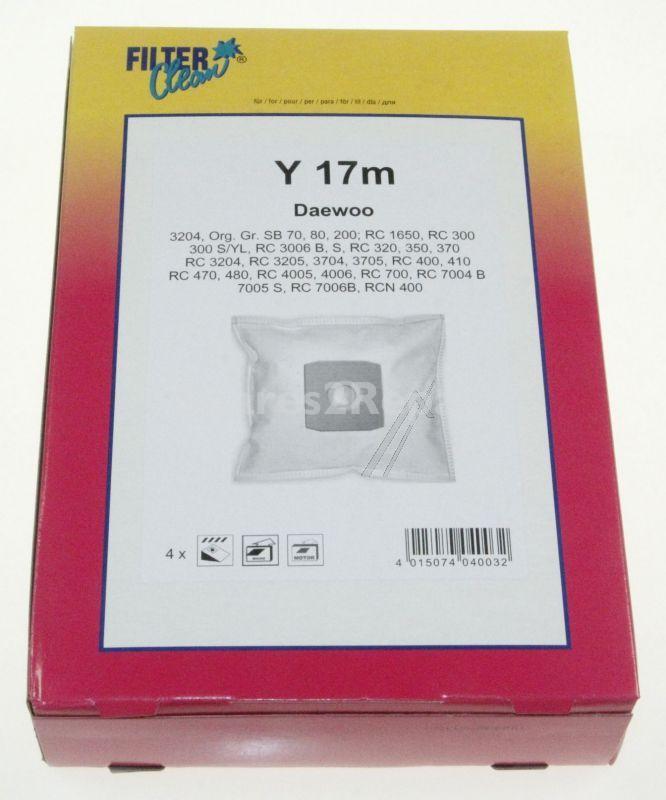 FILTER
Clean ®
für / for / pour / per / para / för / til / dla / для
Y 17m
Daewoo
3204, Org. Gr. SB 70, 80, 200; RC 1650, RC 300
300 S/YL, RC 3006 B, S, RC 320, 350, 370
RC 3204, RC 3205, 3704, 3705, RC 400, 410
RC 470, 480, RC 4005, 4006, RC 700, RC 7004 B
7005 S, RC 7006B, RCN 400
4 x
MOTOR
4 015074 040032